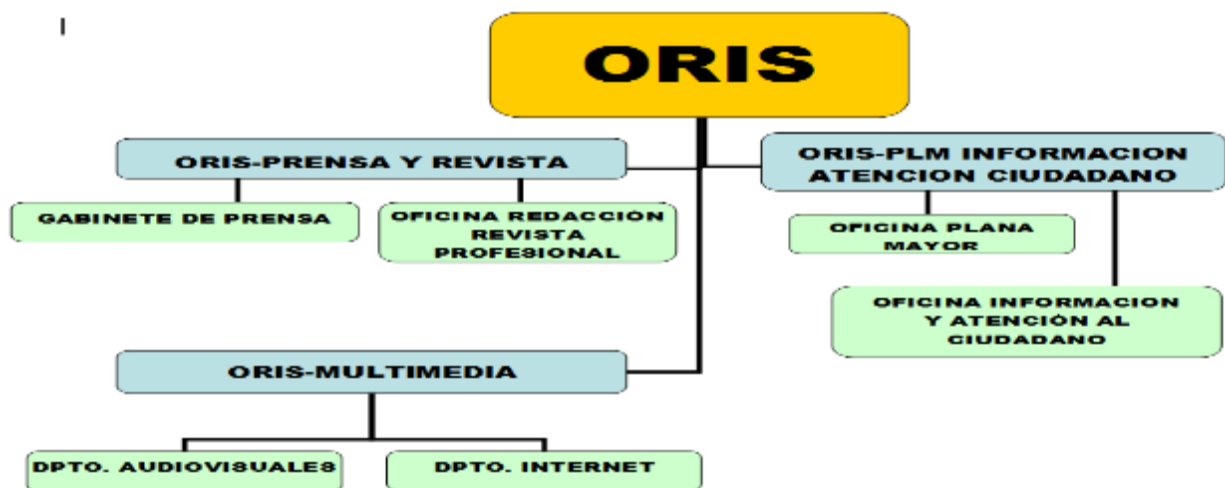 ORIS
ORIS-PRENSA Y REVISTA
GABINETE DE PRENSA
OFICINA REDACCIÓN
REVISTA
PROFESIONAL
ORIS-PLM INFORMACION
ATENCION CIUDADANO
OFICINA PLANA
MAYOR
OFICINA INFORMACION
Y ATENCIÓN AL
CIUDADANO
ORIS-MULTIMEDIA
DPTO. AUDIOVISUALES
DPTO. INTERNET